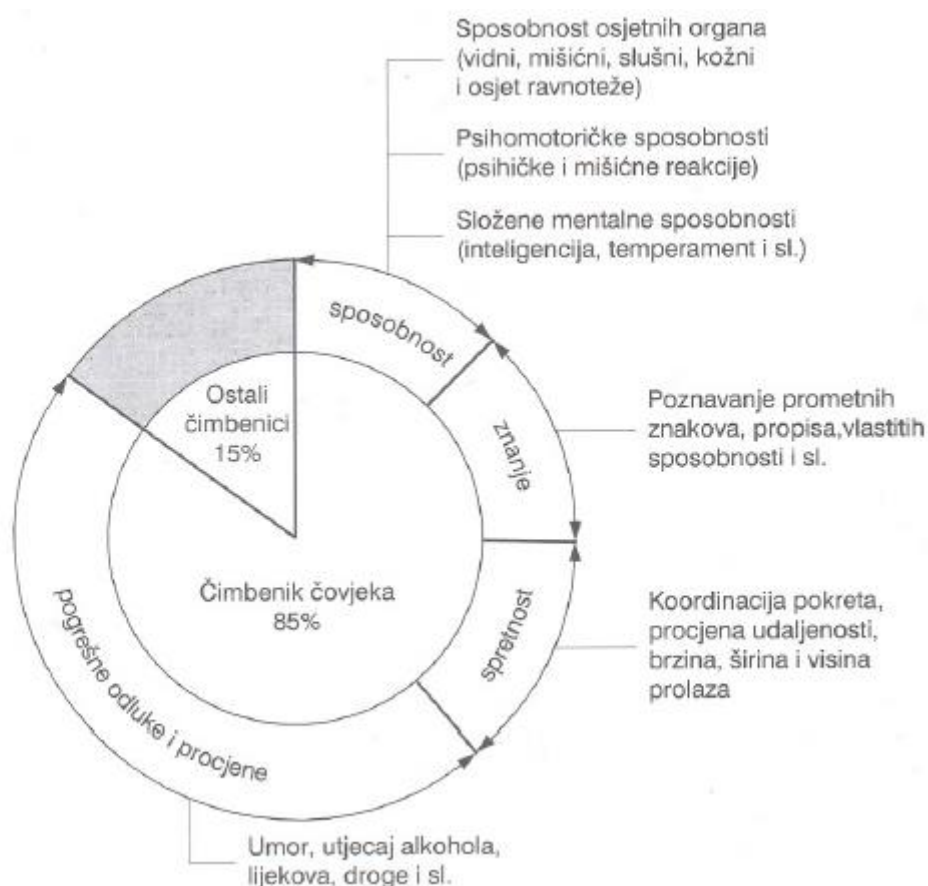 Sposobnost osjetnih organa
(vidni, mišićni, slušni, kožni
i osjet ravnoteže)
Psihomotoričke sposobnosti
(psihičke i mišićne reakcije)
Složene mentalne sposobnosti
(inteligencija, temperament i sl.)
sposobnost
Ostali
čimbenici
15%
znanje
Poznavanje prometnih
znakova, propisa,vlastitih
sposobnosti i sl.
Čimbenik čovjeka
85%
spretnost
Koordinacija pokreta,
procjena udaljenosti,
brzina, širina i visina
prolaza
pogrešne odluke i procjene
Umor, utjecaj alkohola,
lijekova, droge i sl.